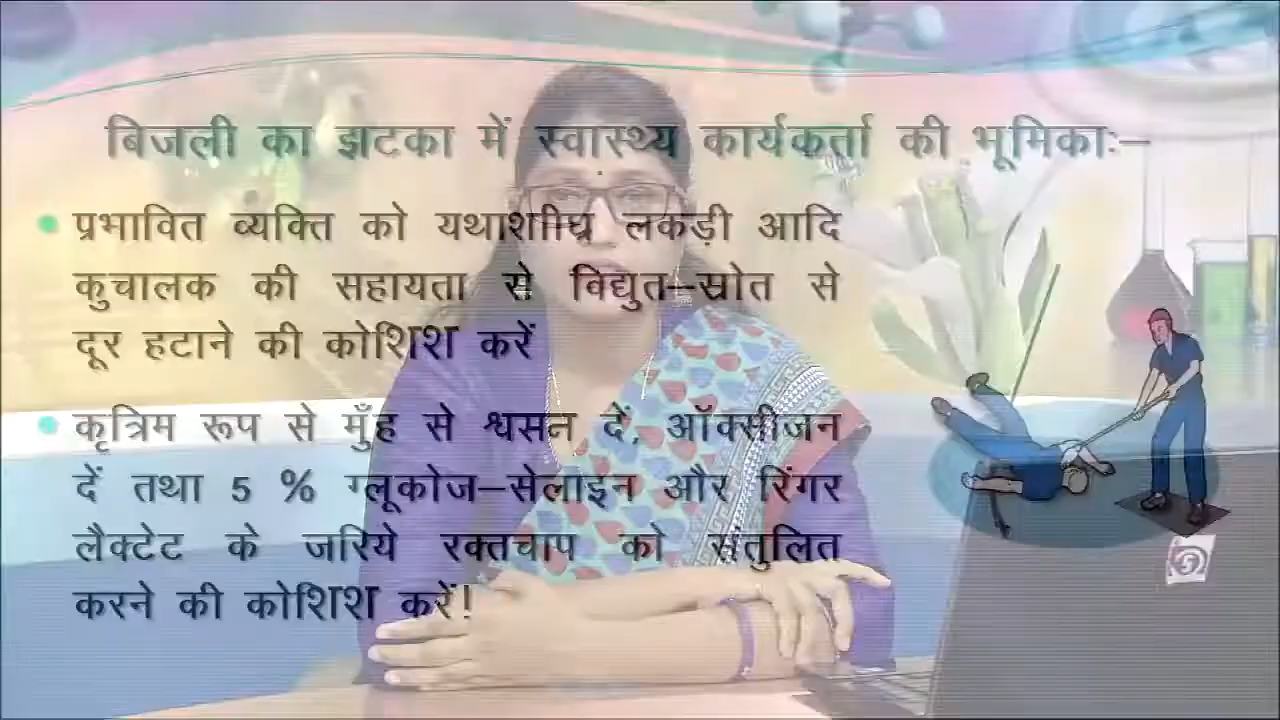 बिजली का झटका में स्वास्थ्य कार्यकर्ता की भूमिकाः–
• प्रभावित व्यक्ति को यथाशाीघ्र लकड़ी आदि
कुचालक की सहायता से विद्युत–स्रोत से
दूर हटाने की कोशिश करें
• कृत्रिम रूप से मुँह से श्वसन दें, ऑक्सीजन
दें तथा 5 % ग्लूकोज–सेलाइन और रिंगर
लैक्टेट के जरिये रक्तचाप को संतुलित
करने की कोशिश करें!